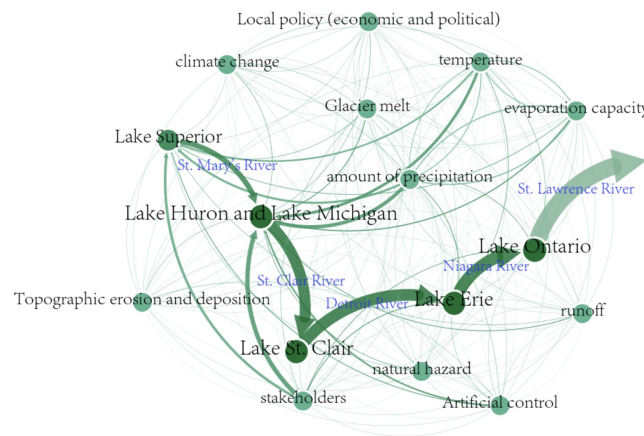 Local policy (economic and political)
climate change
temperature
Glacier melt
evaporation capacity
Lake Superior
St. Mary's River
amount of precipitation
St. Lawrence River
Lake Huron and Lake Michigan
Lake Ontario
Niagara River
St. Clair River
Topographic erosion and deposition
Detroit River
Lake Erie
runoff
Lake St. Clair
natural hazard
stakeholders
Artificial control